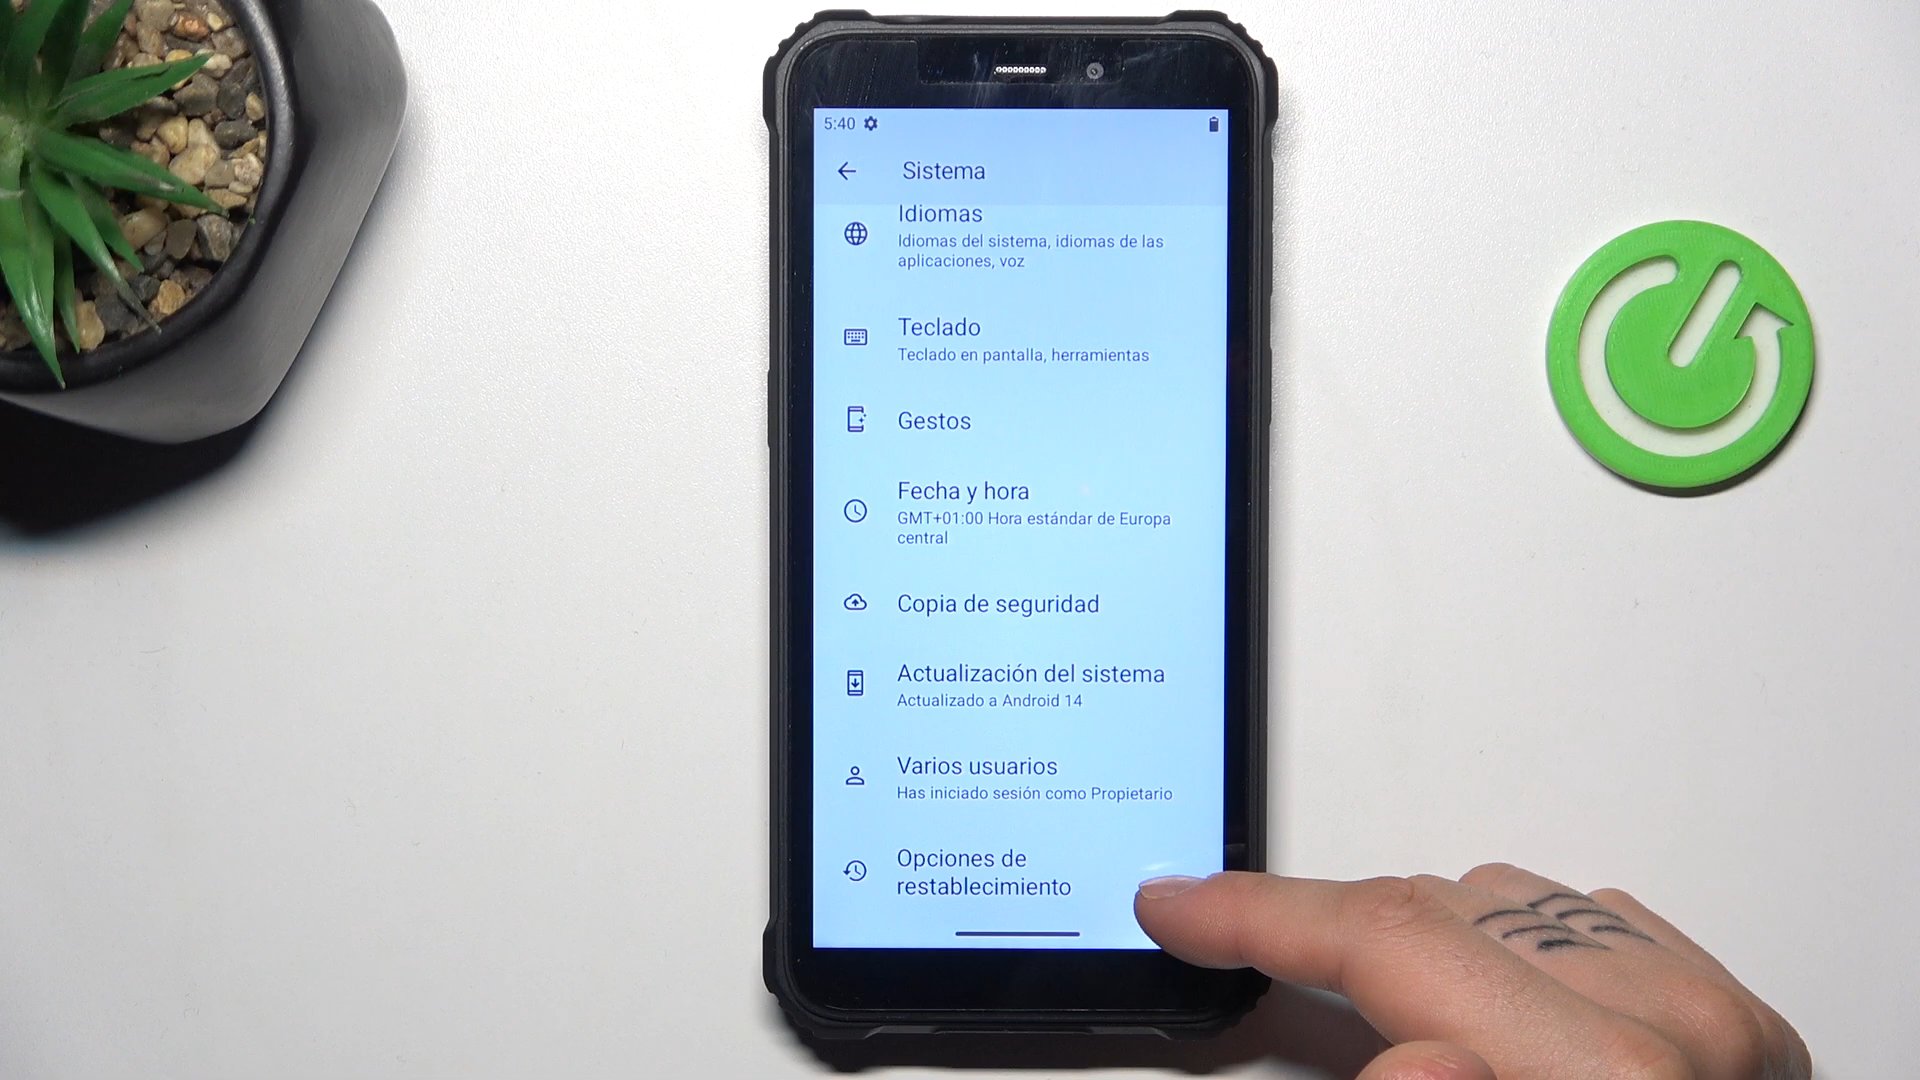 5:40
Sistema
Idiomas
Idiomas del sistema, idiomas de las
aplicaciones, voz
Teclado
Teclado en pantalla, herramientas
Gestos
Fecha y hora
GMT+01:00 Hora estándar de Europa
central
Copia de seguridad
Actualización del sistema
Actualizado a Android 14
Varios usuarios
Has iniciado sesión como Propietario
Opciones de
restablecimiento